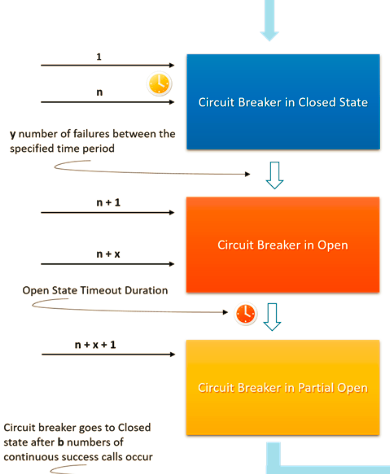 1
n
Circuit Breaker in Closed State
y number of failures between the
specified time period
n + 1
Circuit Breaker in Open
n + x
Open State Timeout Duration
n + x + 1
Circuit Breaker in Partial Open
Circuit breaker goes to Closed
state after b numbers of
continuous success calls occur